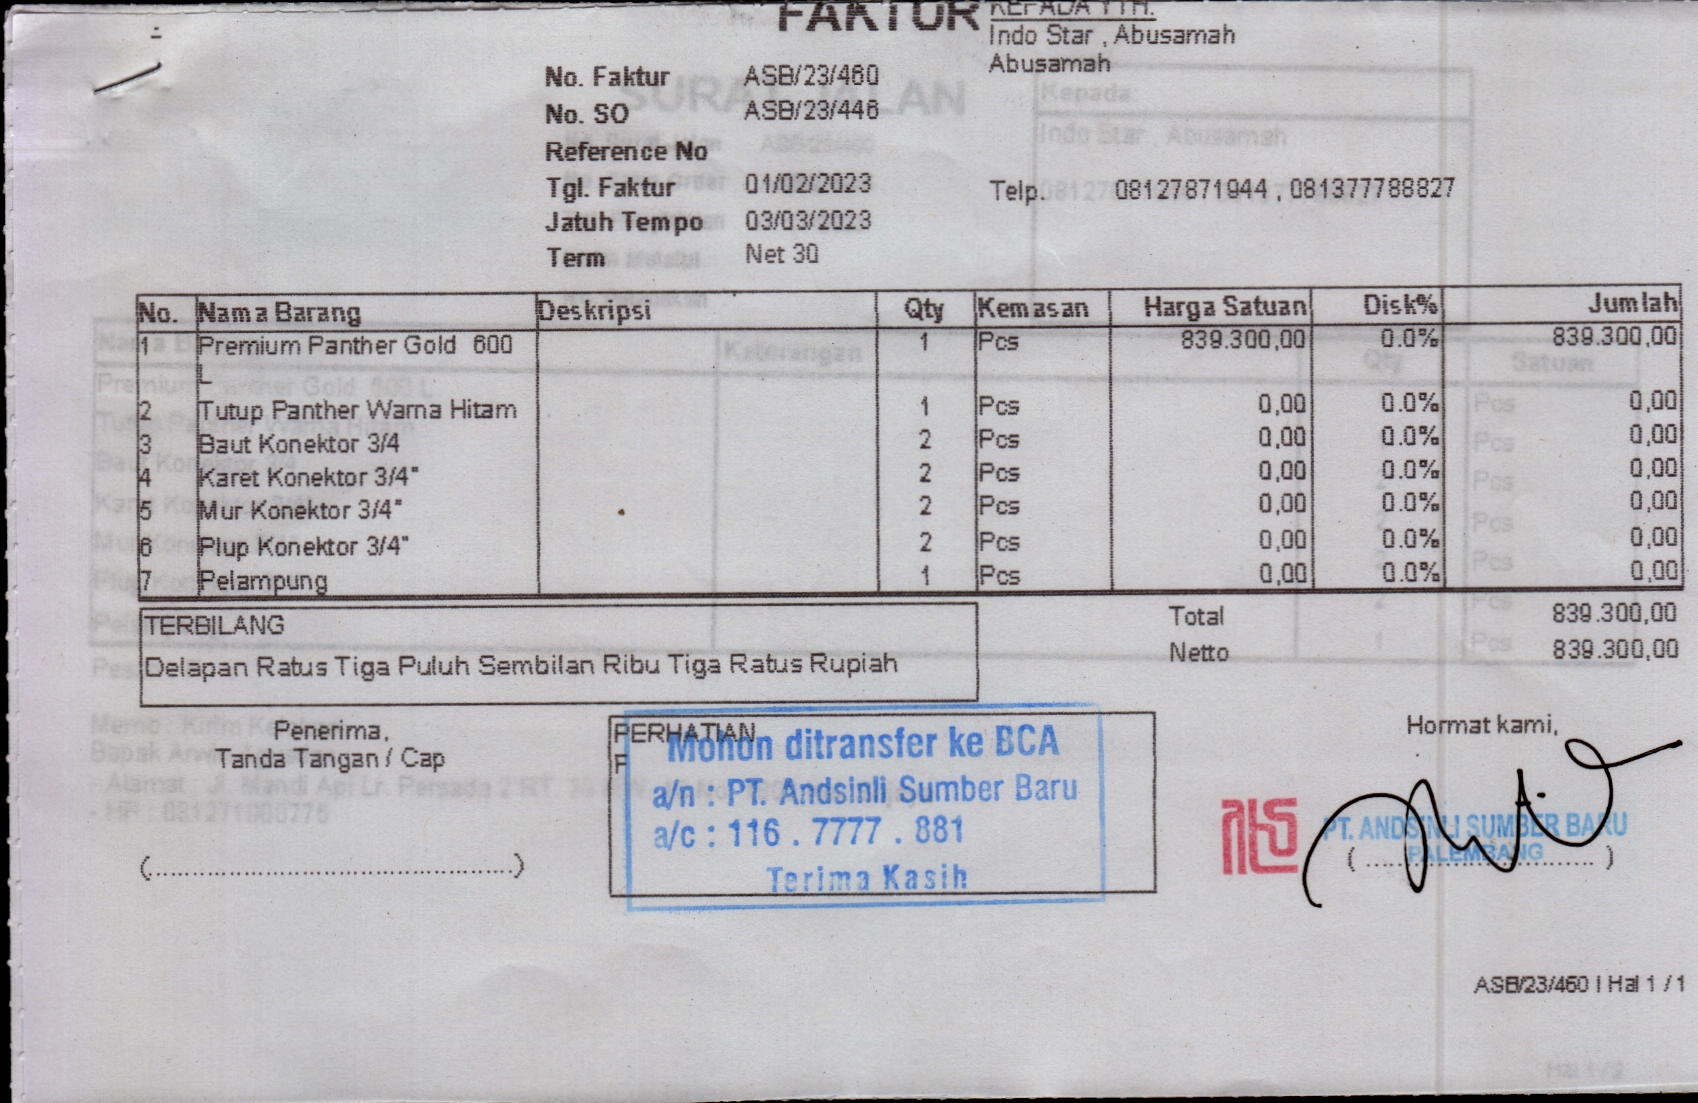 FAKTUR
KEPADA YTH.
Indo Star , Abusamah
Abusamah
No. Faktur ASB/23/460
No. SO ASB/23/446
Reference No
Tgl. Faktur 01/02/2023
Telp. 08127871944 , 081377788827
Jatuh Tempo 03/03/2023
Term Net 30
No. Nama Barang Deskripsi Qty Kemasan Harga Satuan Disk% Jumlah
1 Premium Panther Gold 600 1 Pcs 839.300,00 0.0% 839.300,00
L
2 Tutup Panther Warna Hitam 1 Pcs 0,00 0.0% 0,00
3 Baut Konektor 3/4 2 Pcs 0,00 0.0% 0,00
4 Karet Konektor 3/4" 2 Pcs 0,00 0.0% 0,00
5 Mur Konektor 3/4" 2 Pcs 0,00 0.0% 0,00
6 Plup Konektor 3/4" 2 Pcs 0,00 0.0% 0,00
7 Pelampung 1 Pcs 0,00 0.0% 0,00
TERBILANG
Delapan Ratus Tiga Puluh Sembilan Ribu Tiga Ratus Rupiah
Total 839.300,00
Netto 839.300,00
Penerima,
Tanda Tangan / Cap
PERHATIAN
Mohon ditransfer ke BCA
a/n : PT. Andsinli Sumber Baru
a/c : 116 . 7777 . 881
Terima Kasih
Hormat kami,
PT. ANDSINLI SUMBER BARU
PALEMBANG
ASB/23/460 | Hal 1 / 1